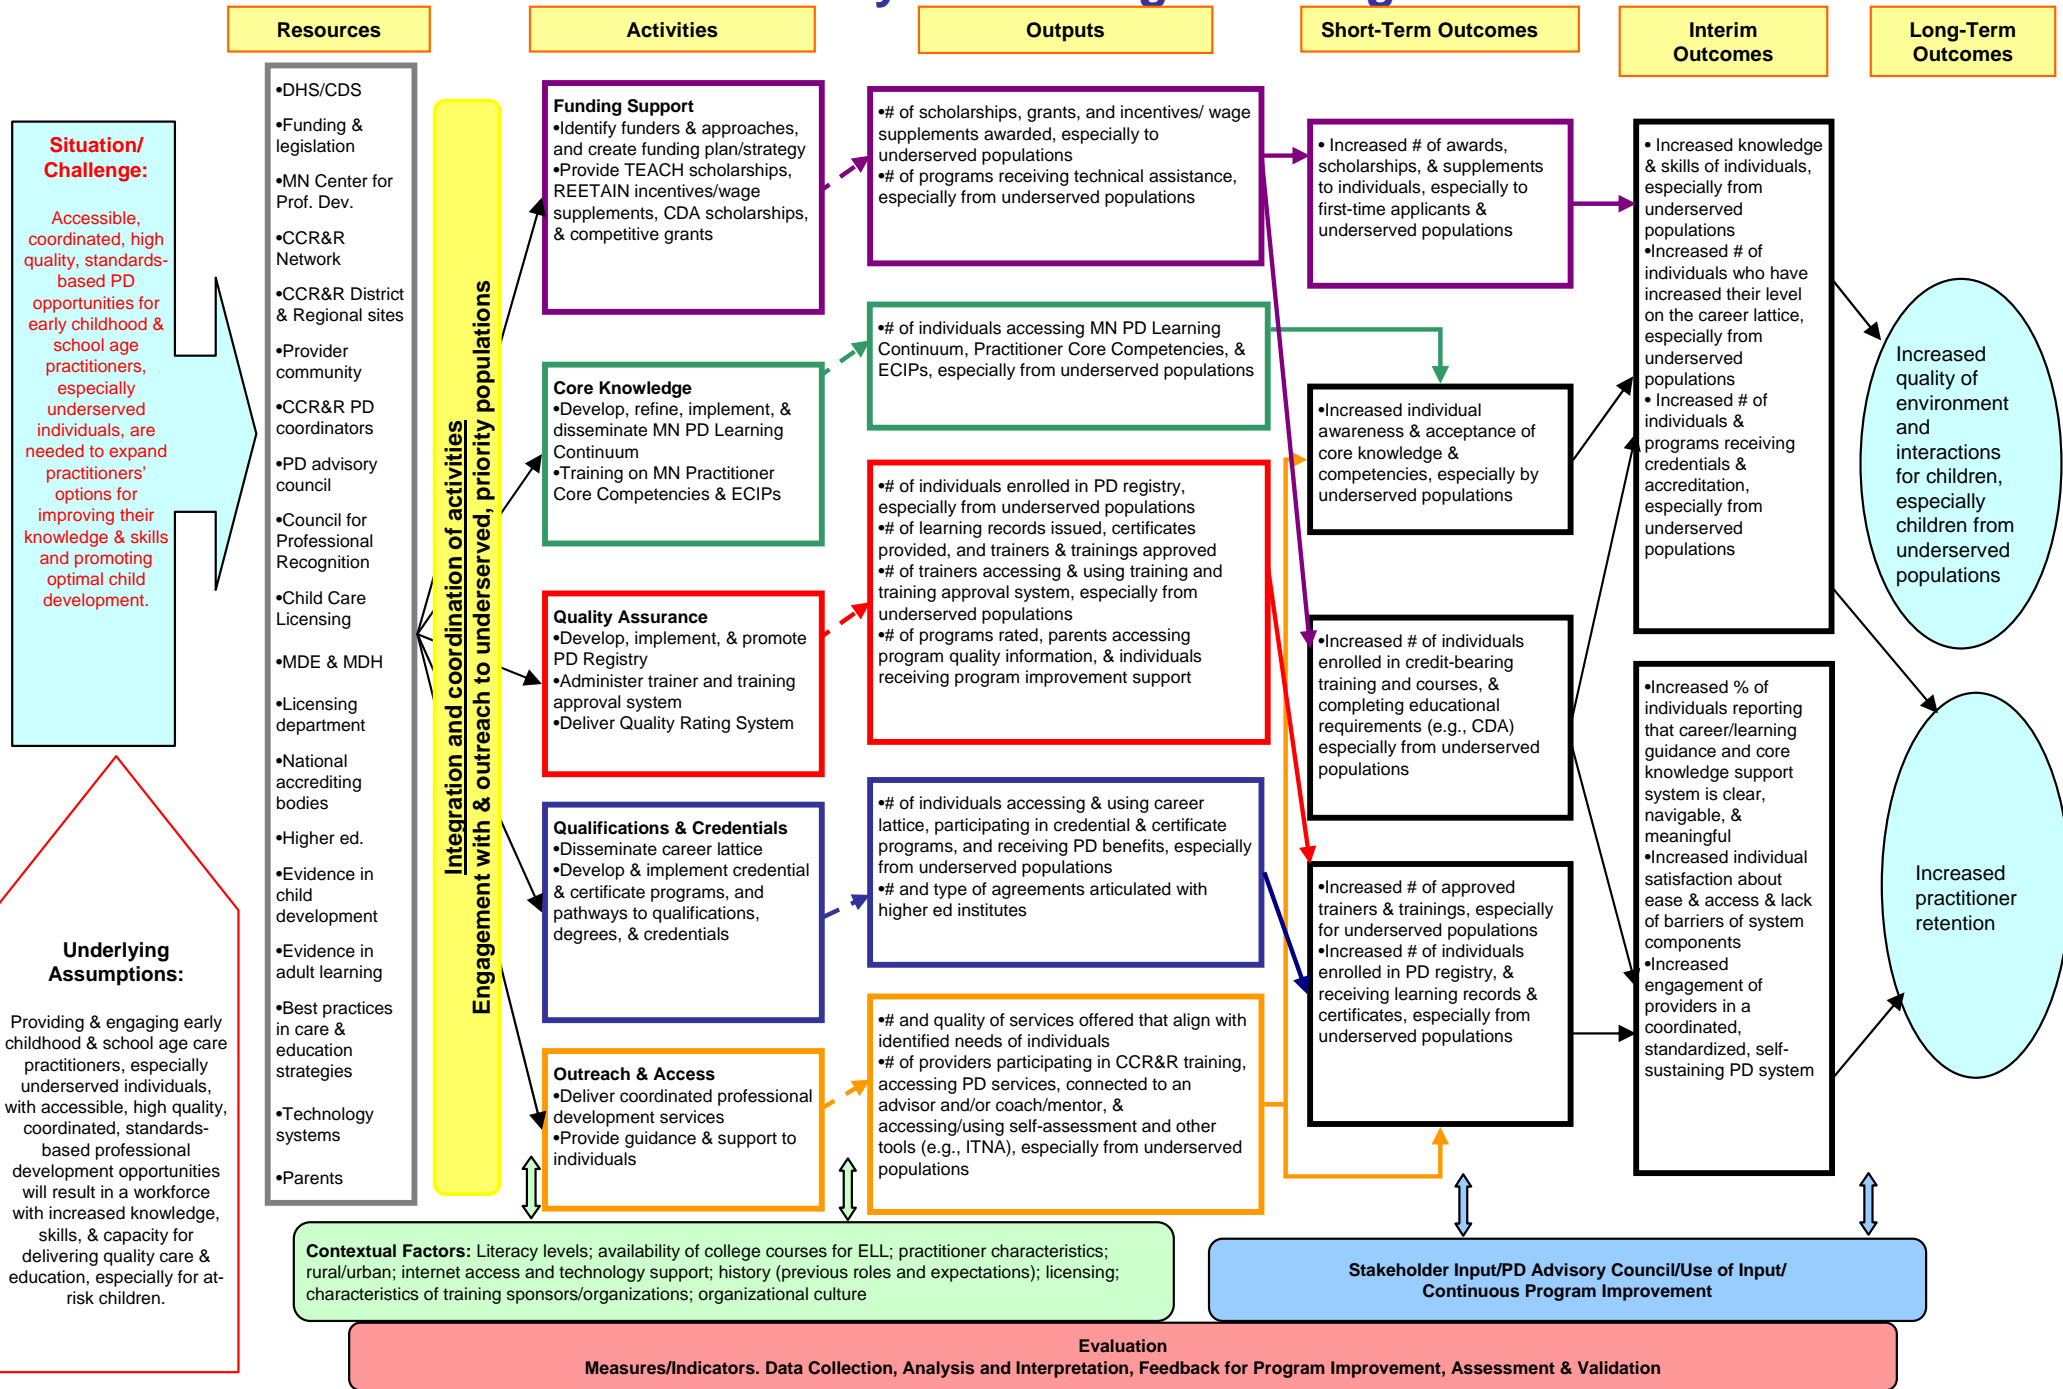 Resources
Activities
Outputs
Short-Term Outcomes
Interim
Outcomes
Long-Term
Outcomes
Situation/
Challenge:
Accessible,
coordinated, high
quality, standards-
based PD
opportunities for
early childhood &
school age
practitioners,
especially
underserved
individuals, are
needed to expand
practitioners'
options for
improving their
knowledge & skills
and promoting
optimal child
development.
Underlying
Assumptions:
Providing & engaging early
childhood & school age care
practitioners, especially
underserved individuals,
with accessible, high quality,
coordinated, standards-
based professional
development opportunities
will result in a workforce
with increased knowledge,
skills, & capacity for
delivering quality care &
education, especially for at-
risk children.
•DHS/CDS
•Funding &
legislation
•MN Center for
Prof. Dev.
•CCR&R
Network
•CCR&R District
& Regional sites
•Provider
community
•CCR&R PD
coordinators
•PD advisory
council
•Council for
Professional
Recognition
•Child Care
Licensing
•MDE & MDH
•Licensing
department
•National
accrediting
bodies
•Higher ed.
•Evidence in
child
development
•Evidence in
adult learning
•Best practices
in care &
education
strategies
•Technology
systems
•Parents
Integration and coordination of activities
Engagement with & outreach to underserved, priority populations
Funding Support
•Identify funders & approaches,
and create funding plan/strategy
•Provide TEACH scholarships,
REETAIN incentives/wage
supplements, CDA scholarships,
& competitive grants
Core Knowledge
•Develop, refine, implement, &
disseminate MN PD Learning
Continuum
•Training on MN Practitioner
Core Competencies & ECIPs
Quality Assurance
•Develop, implement, & promote
PD Registry
•Administer trainer and training
approval system
•Deliver Quality Rating System
Qualifications & Credentials
•Disseminate career lattice
•Develop & implement credential
& certificate programs, and
pathways to qualifications,
degrees, & credentials
Outreach & Access
•Deliver coordinated professional
development services
•Provide guidance & support to
individuals
•# of scholarships, grants, and incentives/ wage
supplements awarded, especially to
underserved populations
•# of programs receiving technical assistance,
especially from underserved populations
•# of individuals accessing MN PD Learning
Continuum, Practitioner Core Competencies, &
ECIPs, especially from underserved populations
•# of individuals enrolled in PD registry,
especially from underserved populations
•# of learning records issued, certificates
provided, and trainers & trainings approved
•# of trainers accessing & using training and
training approval system, especially from
underserved populations
•# of programs rated, parents accessing
program quality information, & individuals
receiving program improvement support
•# of individuals accessing & using career
lattice, participating in credential & certificate
programs, and receiving PD benefits, especially
from underserved populations
•# and type of agreements articulated with
higher ed institutes
•# and quality of services offered that align with
identified needs of individuals
•# of providers participating in CCR&R training,
accessing PD services, connected to an
advisor and/or coach/mentor, &
accessing/using self-assessment and other
tools (e.g., ITNA), especially from underserved
populations
• Increased # of awards,
scholarships, & supplements
to individuals, especially to
first-time applicants &
underserved populations
•Increased individual
awareness & acceptance of
core knowledge &
competencies, especially by
underserved populations
•Increased # of individuals
enrolled in credit-bearing
training and courses, &
completing educational
requirements (e.g., CDA)
especially from underserved
populations
•Increased # of approved
trainers & trainings, especially
for underserved populations
•Increased # of individuals
enrolled in PD registry, &
receiving learning records &
certificates, especially from
underserved populations
• Increased knowledge
& skills of individuals,
especially from
underserved
populations
•Increased # of
individuals who have
increased their level
on the career lattice,
especially from
underserved
populations
• Increased # of
individuals &
programs receiving
credentials &
accreditation,
especially from
underserved
populations
•Increased % of
individuals reporting
that career/learning
guidance and core
knowledge support
system is clear,
navigable, &
meaningful
•Increased individual
satisfaction about
ease & access & lack
of barriers of system
components
•Increased
engagement of
providers in a
coordinated,
standardized, self-
sustaining PD system
Increased
quality of
environment
and
interactions
for children,
especially
children from
underserved
populations
Increased
practitioner
retention
Contextual Factors: Literacy levels; availability of college courses for ELL; practitioner characteristics;
rural/urban; internet access and technology support; history (previous roles and expectations); licensing;
characteristics of training sponsors/organizations; organizational culture
Stakeholder Input/PD Advisory Council/Use of Input/
Continuous Program Improvement
Evaluation
Measures/Indicators. Data Collection, Analysis and Interpretation, Feedback for Program Improvement, Assessment & Validation